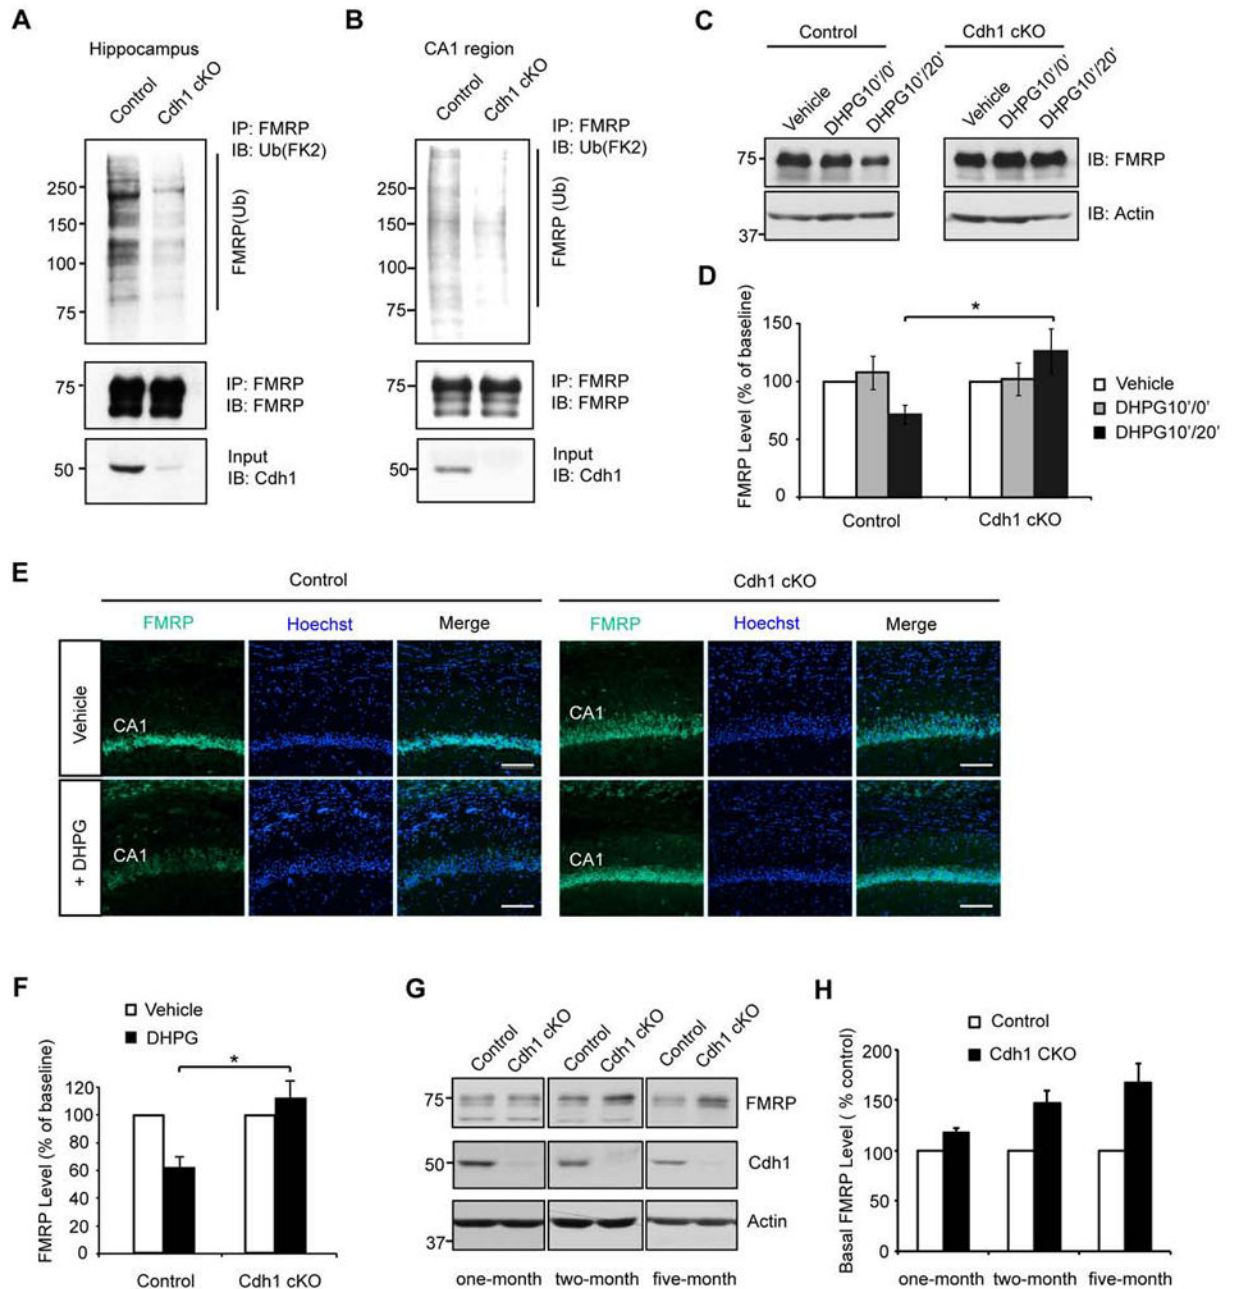 A
Hippocampus
Control
Cdh1 cKO
IP: FMRP
IB: Ub(FK2)
250
150
100
75
FMRP(Ub)
75
IP: FMRP
IB: FMRP
50
Input
IB: Cdh1
B
CA1 region
Control
Cdh1 cKO
IP: FMRP
IB: Ub(FK2)
250
150
100
75
FMRP (Ub)
75
IP: FMRP
IB: FMRP
50
Input
IB: Cdh1
C
Control
Cdh1 cKO
Vehicle
DHPG10'/0'
DHPG10'/20'
Vehicle
DHPG10'/0'
DHPG10'/20'
75
IB: FMRP
37
IB: Actin
D
FMRP Level (% of baseline)
150
100
50
0
*
Control
Cdh1 cKO
Vehicle
DHPG10'/0'
DHPG10'/20'
E
Control
Cdh1 cKO
FMRP
Hoechst
Merge
FMRP
Hoechst
Merge
Vehicle
CA1
CA1
+ DHPG
CA1
CA1
F
Vehicle
DHPG
FMRP Level (% of baseline)
120
100
80
60
40
20
0
*
Control
Cdh1 cKO
G
Control
Cdh1 cKO
Control
Cdh1 cKO
Control
Cdh1 cKO
75
FMRP
50
Cdh1
37
Actin
one-month
two-month
five-month
H
Control
Cdh1 CKO
Basal FMRP Level ( % control)
200
150
100
50
0
one-month
two-month
five-month